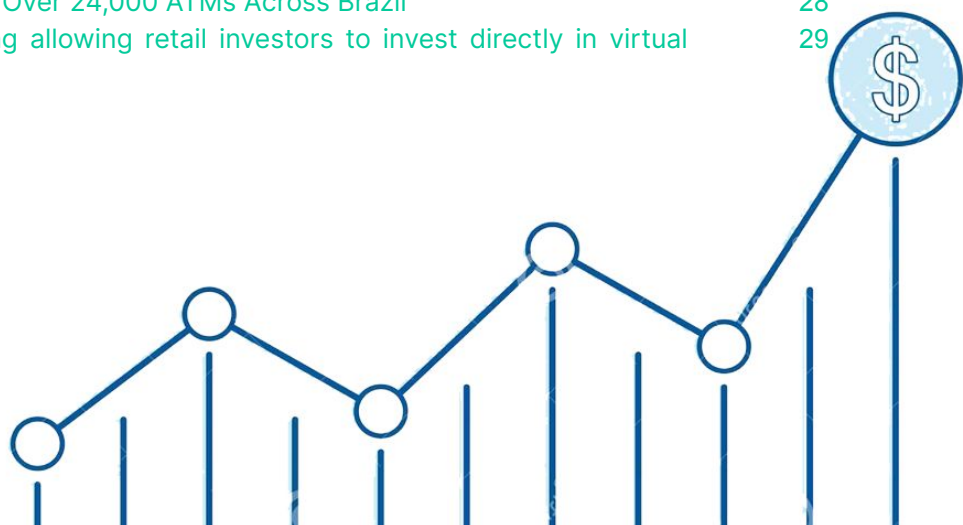 Over 24,000 ATMs Across Brazil 28
g allowing retail investors to invest directly in virtual 29
$